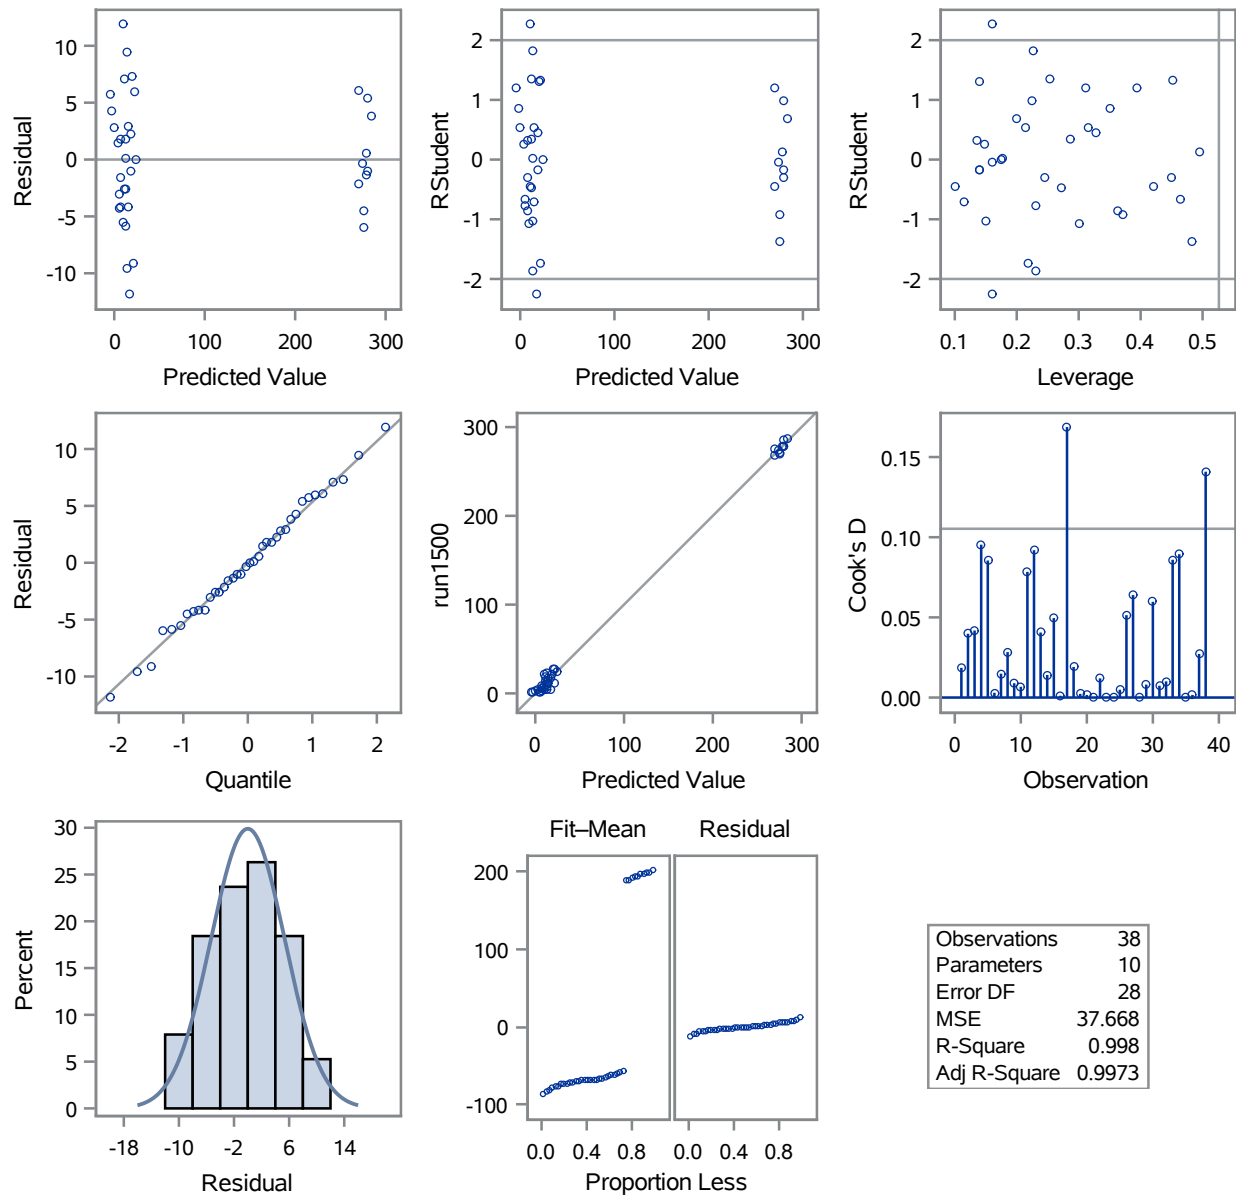 10
5
0
-5
-10
Residual
0 100 200 300
Predicted Value
2
1
0
-1
-2
RStudent
0 100 200 300
Predicted Value
2
1
0
-1
-2
RStudent
0.1 0.2 0.3 0.4 0.5
Leverage
10
5
0
-5
-10
Residual
-2 -1 0 1 2
Quantile
300
200
100
0
run1500
0 100 200 300
Predicted Value
0.15
0.10
0.05
0.00
Cook's D
0 10 20 30 40
Observation
30
25
20
15
10
5
0
Percent
-18 -10 -2 6 14
Residual
Fit–Mean Residual
200
100
0
-100
0.0 0.4 0.8 0.0 0.4 0.8
Proportion Less
Observations 38
Parameters 10
Error DF 28
MSE 37.668
R-Square 0.998
Adj R-Square 0.9973